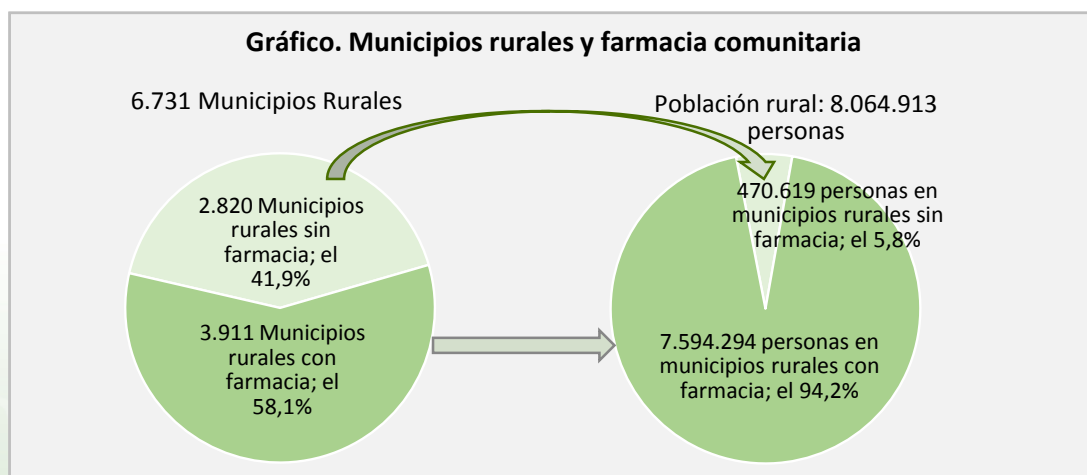 Gráfico. Municipios rurales y farmacia comunitaria
6.731 Municipios Rurales
2.820 Municipios
rurales sin
farmacia; el
41,9%
3.911 Municipios
rurales con
farmacia; el
58,1%
Población rural: 8.064.913
personas
470.619 personas en
municipios rurales sin
farmacia; el 5,8%
7.594.294 personas en
municipios rurales con
farmacia; el 94,2%